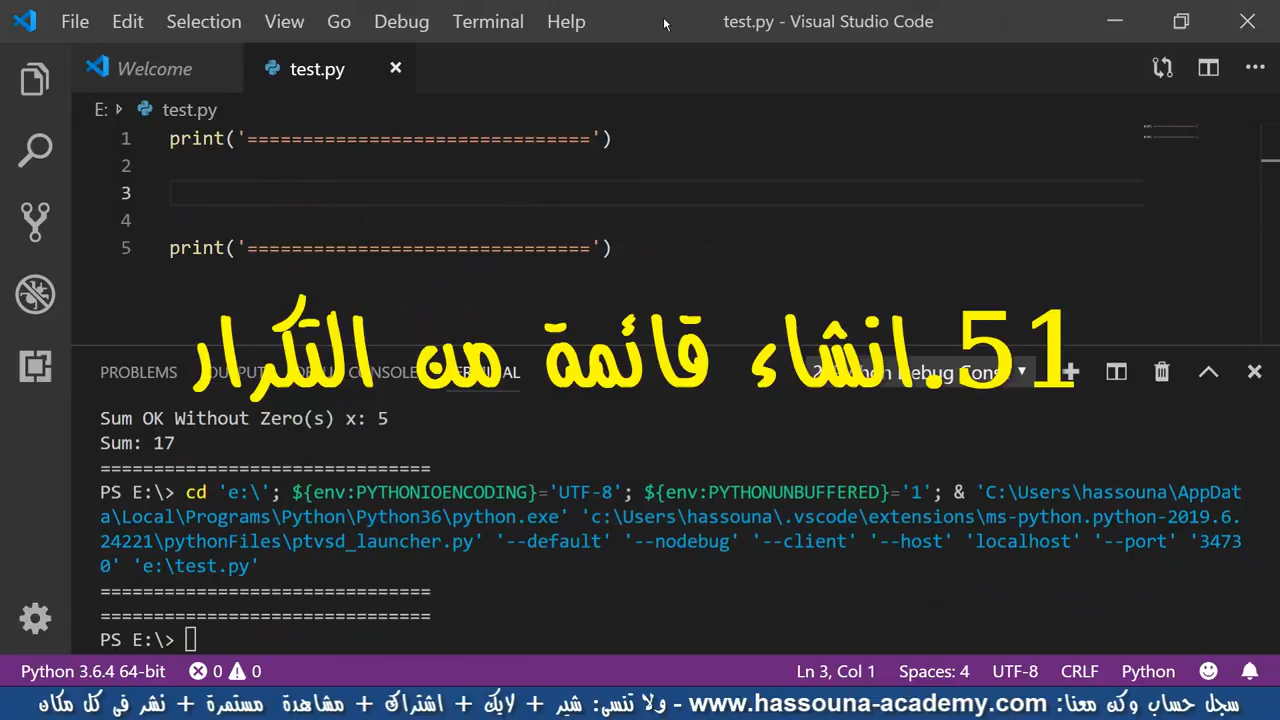 File Edit Selection View Go Debug Terminal Help test.py - Visual Studio Code
Welcome test.py
E: test.py
1 print('==============================')
2
3
4
5 print('==============================')
51.انشاء قائمة من التكرار
PROBLEMS
Sum OK Without Zero(s) x: 5
Sum: 17
==============================
PS E:\> cd 'e:\'; ${env:PYTHONIOENCODING}='UTF-8'; ${env:PYTHONUNBUFFERED}='1'; & 'C:\Users\hassouna\AppDat
a\Local\Programs\Python\Python36\python.exe' 'c:\Users\hassouna\.vscode\extensions\ms-python.python-2019.6.
24221\pythonFiles\ptvsd_launcher.py' '--default' '--nodebug' '--client' '--host' 'localhost' '--port' '3473
0' 'e:\test.py'
==============================
==============================
PS E:\>
Python 3.6.4 64-bit 0 0 Ln 3, Col 1 Spaces: 4 UTF-8 CRLF Python
سجل حساب وكن معنا: www.hassouna-academy.com - ولا تنسى: شير + لايك + اشتراك + مشاهدة مستمرة + نشر فى كل مكان